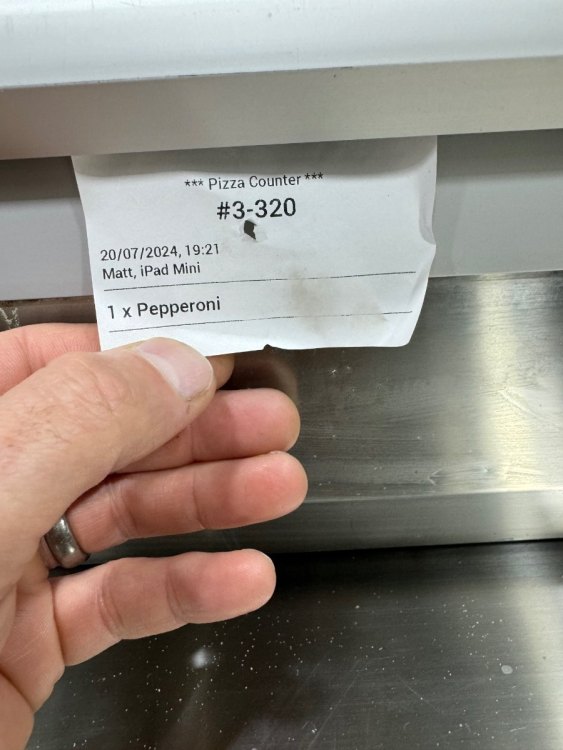 *** Pizza Counter ***
#3-320
20/07/2024, 19:21
Matt, iPad Mini
1 x Pepperoni